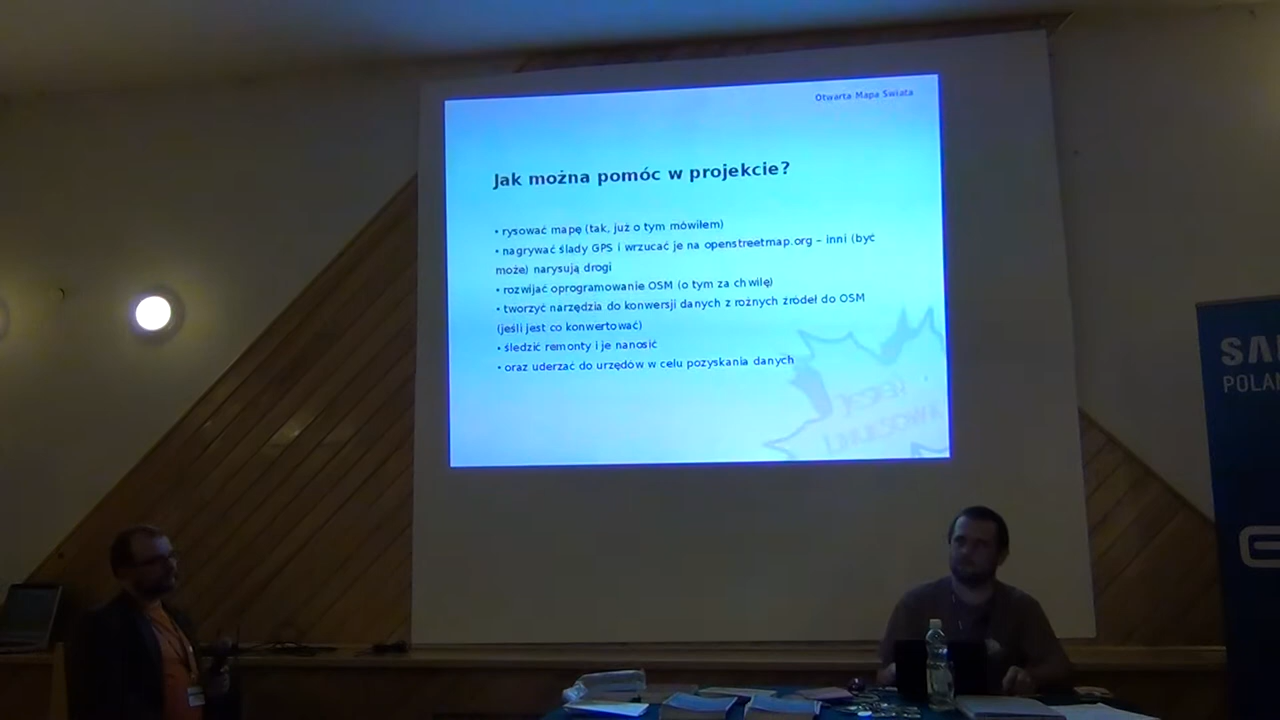 Otwarta Mapa Świata
Jak można pomóc w projekcie?
• rysować mapę (tak, już o tym mówiłem)
• nagrywać ślady GPS i wrzucać je na openstreetmap.org – inni (być
może) narysują drogi
• rozwijać oprogramowanie OSM (o tym za chwilę)
• tworzyć narzędzia do konwersji danych z różnych źródeł do OSM
(jeśli jest co konwertować)
• śledzić remonty i je nanosić
• oraz uderzać do urzędów w celu pozyskania danych